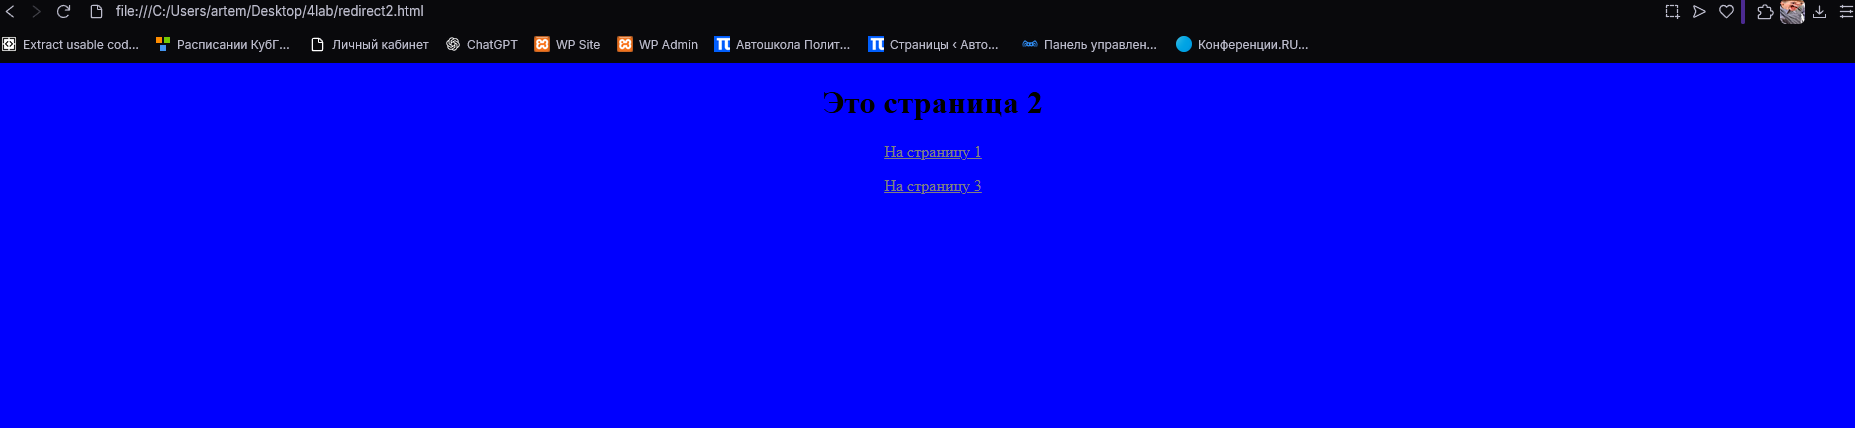 file:///C:/Users/artem/Desktop/4lab/redirect2.html
Extract usable cod... Расписании КубГ... Личный кабинет ChatGPT WP Site WP Admin Автошкола Полит... Страницы ‹ Авто... Панель управлен... Конференции.RU...
Это страница 2
На страницу 1
На страницу 3